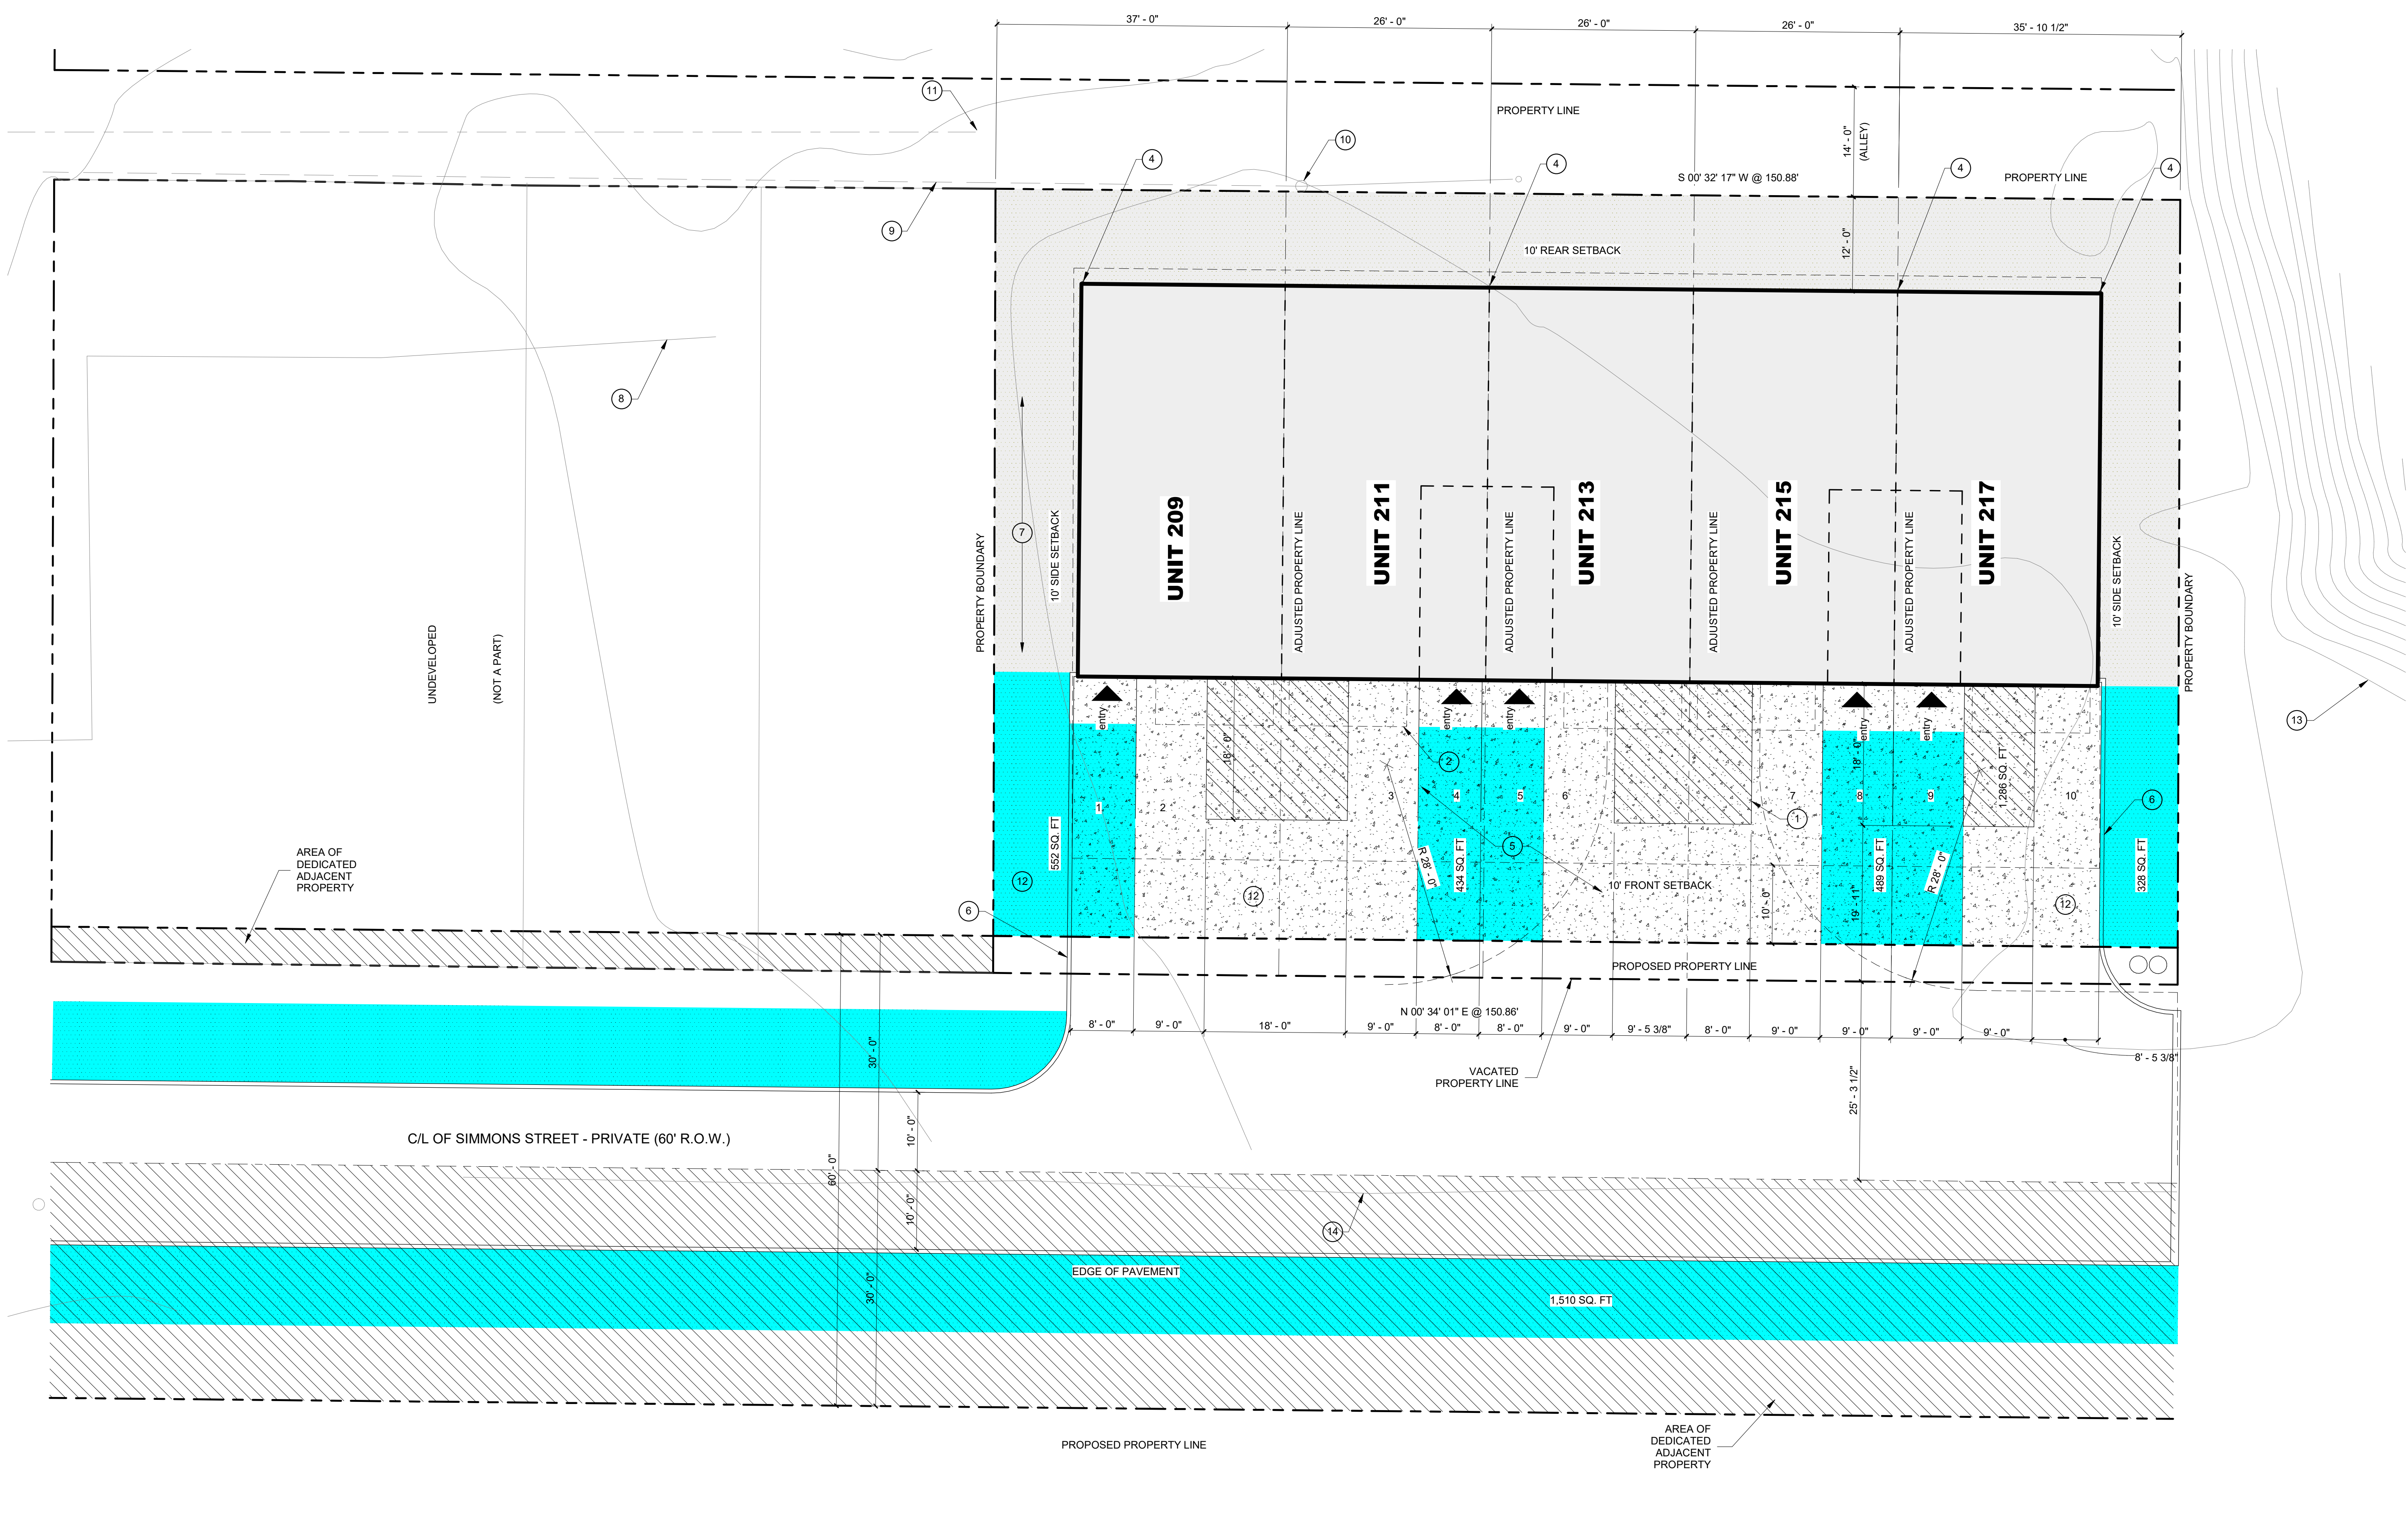 37' - 0"
26' - 0"
26' - 0"
26' - 0"
35' - 10 1/2"
11
PROPERTY LINE
10
14' - 0"
(ALLEY)
4
4
4
4
S 00' 32' 17" W @ 150.88'
PROPERTY LINE
9
12' - 0"
10' REAR SETBACK
8
7
10' SIDE SETBACK
PROPERTY BOUNDARY
UNIT 209
ADJUSTED PROPERTY LINE
UNIT 211
ADJUSTED PROPERTY LINE
UNIT 213
ADJUSTED PROPERTY LINE
UNIT 215
ADJUSTED PROPERTY LINE
UNIT 217
10' SIDE SETBACK
PROPERTY BOUNDARY
UNDEVELOPED
(NOT A PART)
13
entry
entry
entry
entry
entry
18' - 0"
2
18' - 0"
1,286 SQ. FT
1
2
3
4
5
6
7
8
9
10
6
1
5
552 SQ. FT
434 SQ. FT
489 SQ. FT
328 SQ. FT
R 28' - 0"
R 28' - 0"
AREA OF
DEDICATED
ADJACENT
PROPERTY
12
12
12
10' FRONT SETBACK
10' - 0"
19' - 11"
6
PROPOSED PROPERTY LINE
N 00' 34' 01" E @ 150.86'
8' - 0"
9' - 0"
18' - 0"
9' - 0"
8' - 0"
8' - 0"
9' - 0"
9' - 5 3/8"
8' - 0"
9' - 0"
9' - 0"
9' - 0"
9' - 0"
8' - 5 3/8"
30' - 0"
VACATED
PROPERTY LINE
25' - 3 1/2"
10' - 0"
C/L OF SIMMONS STREET - PRIVATE (60' R.O.W.)
60' - 0"
10' - 0"
14
EDGE OF PAVEMENT
30' - 0"
1,510 SQ. FT
PROPOSED PROPERTY LINE
AREA OF
DEDICATED
ADJACENT
PROPERTY